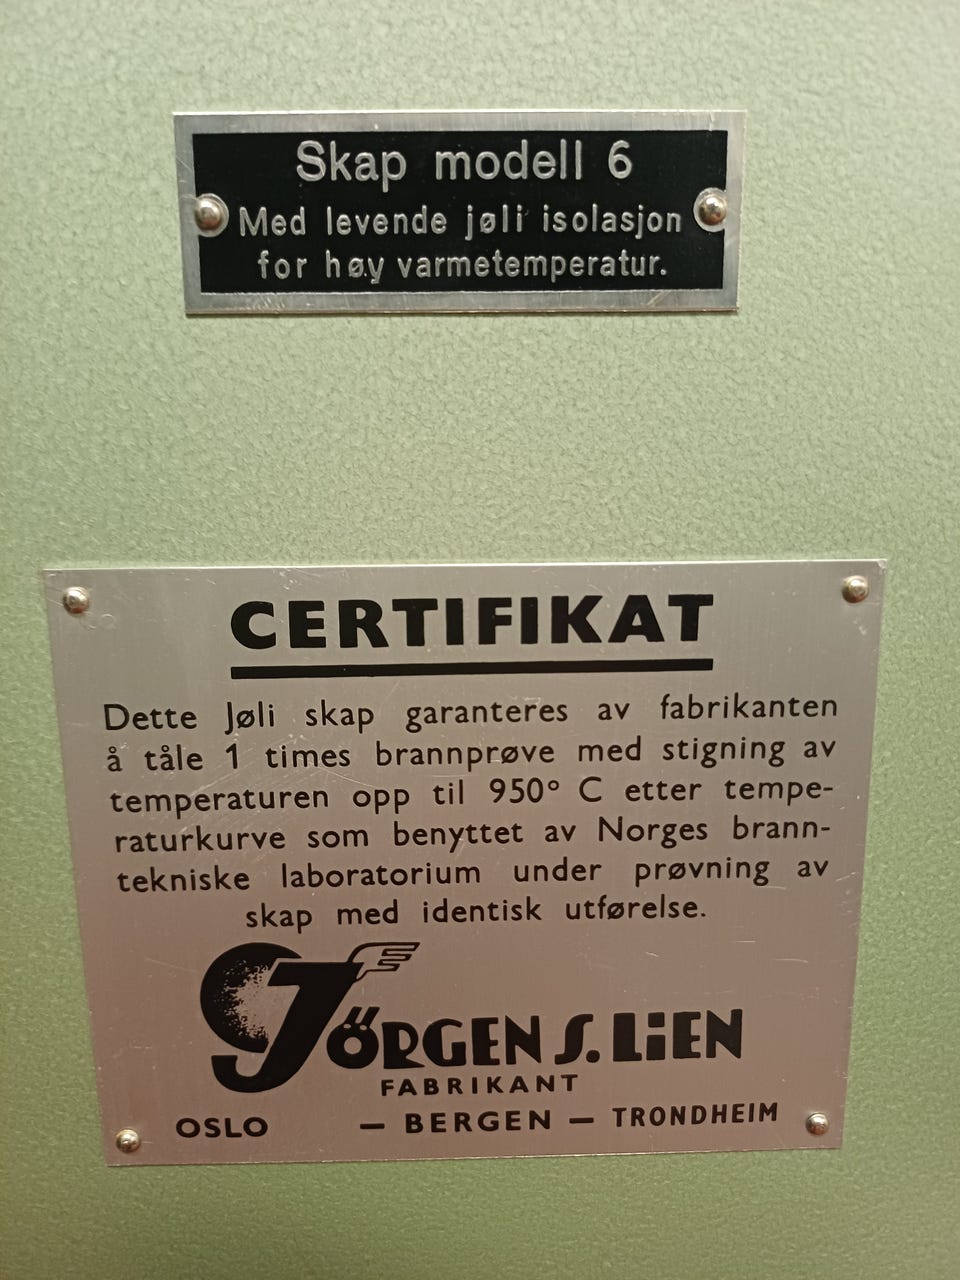 Skap modell 6
Med levende jøli isolasjon
for høy varmetemperatur.
CERTIFIKAT
Dette Jøli skap garanteres av fabrikanten
å tåle 1 times brannprøve med stigning av
temperaturen opp til 950° C etter tempe-
raturkurve som benyttet av Norges brann-
tekniske laboratorium under prøvning av
skap med identisk utførelse.
JÖRGEN S. LIEN
FABRIKANT
OSLO — BERGEN — TRONDHEIM